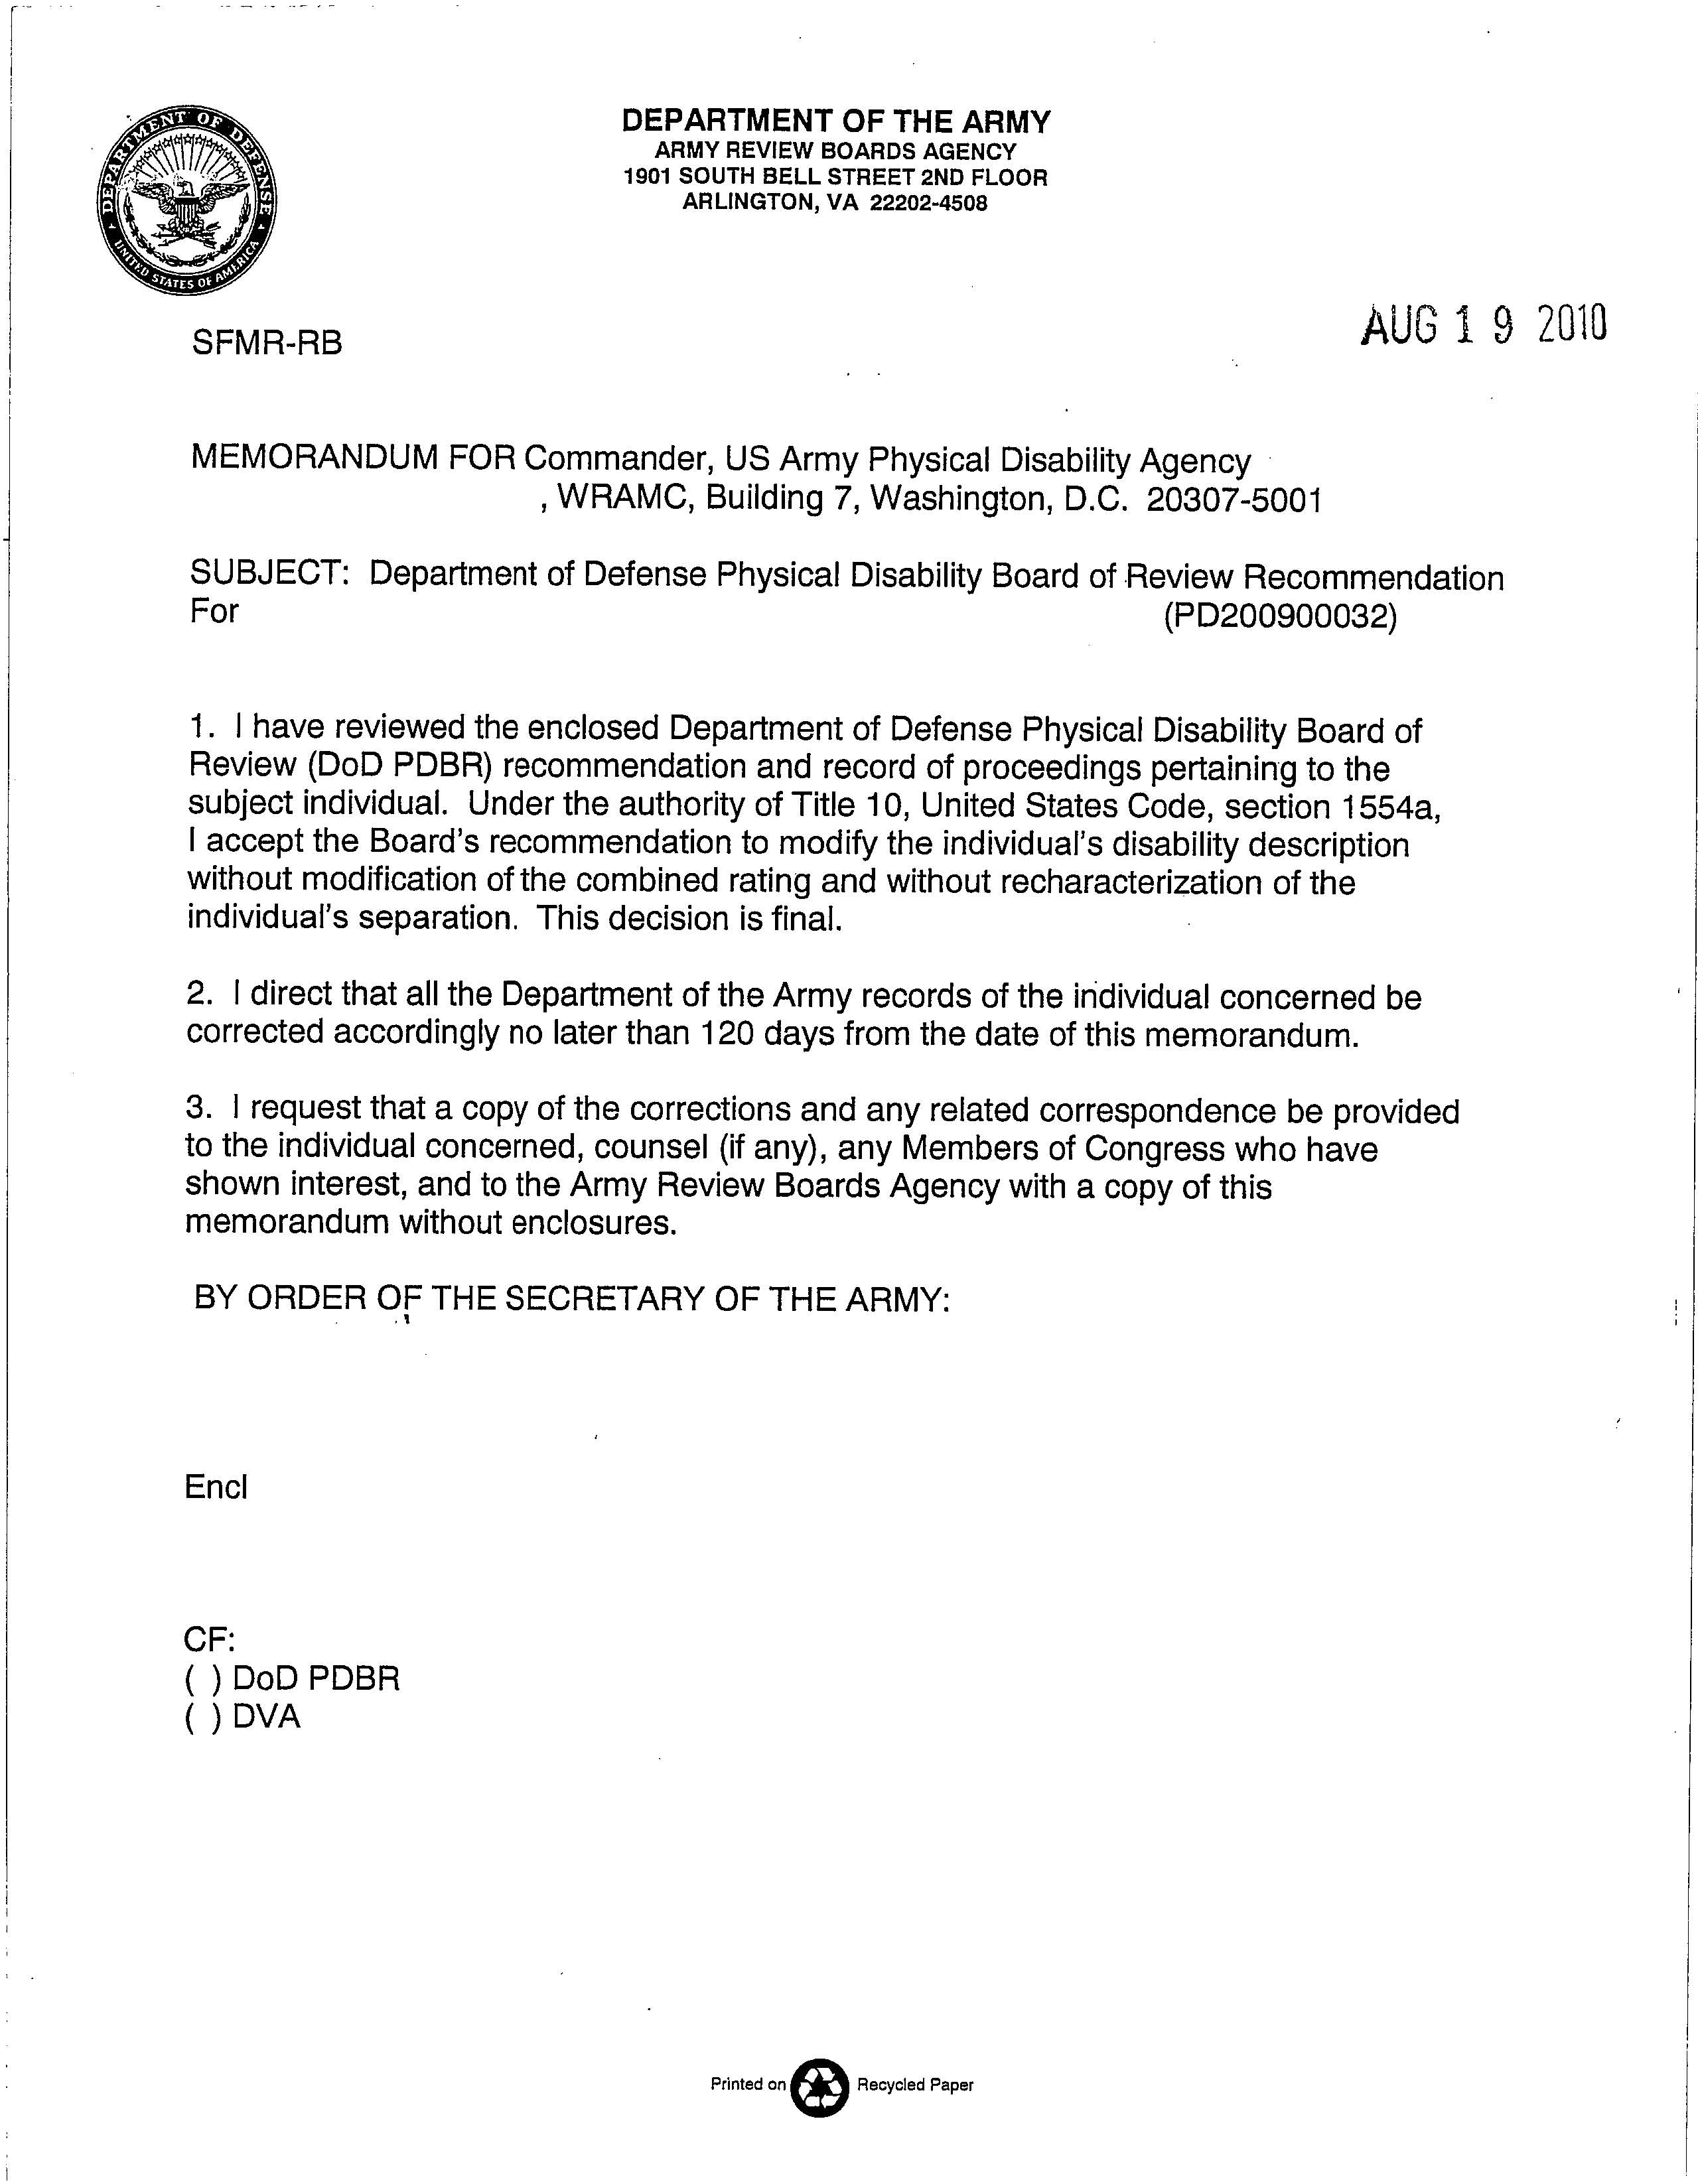 DEPARTMENT OF DEFENSE
UNITED STATES OF AMERICA
DEPARTMENT OF THE ARMY
ARMY REVIEW BOARDS AGENCY
1901 SOUTH BELL STREET 2ND FLOOR
ARLINGTON, VA 22202-4508
SFMR-RB
AUG 19 2010
MEMORANDUM FOR Commander, US Army Physical Disability Agency
, WRAMC, Building 7, Washington, D.C. 20307-5001
SUBJECT: Department of Defense Physical Disability Board of Review Recommendation
For (PD200900032)
1. I have reviewed the enclosed Department of Defense Physical Disability Board of
Review (DoD PDBR) recommendation and record of proceedings pertaining to the
subject individual. Under the authority of Title 10, United States Code, section 1554a,
I accept the Board's recommendation to modify the individual's disability description
without modification of the combined rating and without recharacterization of the
individual's separation. This decision is final.
2. I direct that all the Department of the Army records of the individual concerned be
corrected accordingly no later than 120 days from the date of this memorandum.
3. I request that a copy of the corrections and any related correspondence be provided
to the individual concerned, counsel (if any), any Members of Congress who have
shown interest, and to the Army Review Boards Agency with a copy of this
memorandum without enclosures.
BY ORDER OF THE SECRETARY OF THE ARMY:
Encl
CF:
( ) DoD PDBR
( ) DVA
Printed on Recycled Paper